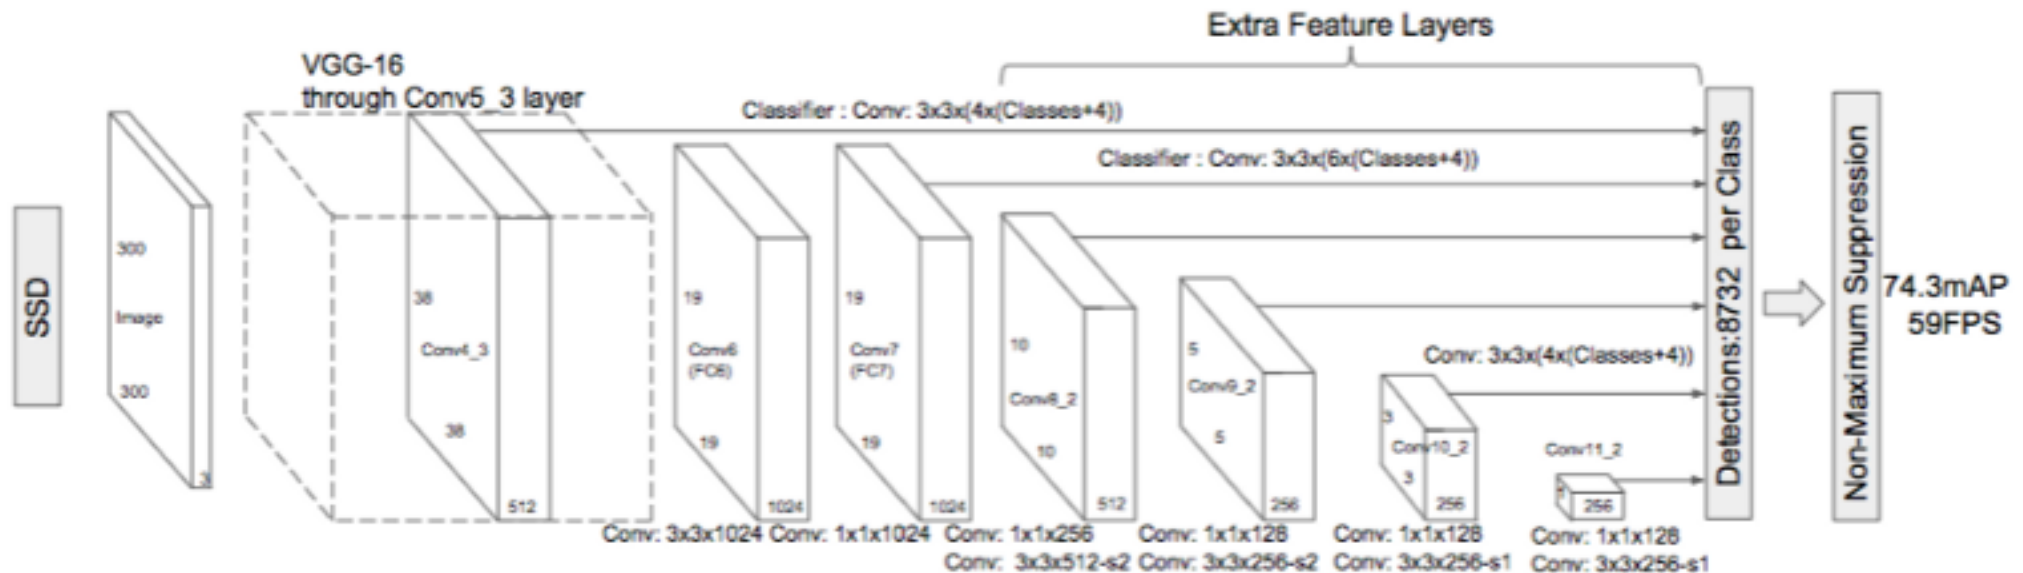 Extra Feature Layers
VGG-16
through Conv5_3 layer
Classifier : Conv: 3x3x(4x(Classes+4))
Classifier : Conv: 3x3x(6x(Classes+4))
SSD
300
Image
300
3
38
Conv4_3
38
512
19
Conv6
(FC6)
19
1024
19
Conv7
(FC7)
19
1024
10
Conv8_2
10
512
5
Conv9_2
5
256
Conv: 3x3x(4x(Classes+4))
3
Conv10_2
3
256
Conv11_2
1
256
Detections:8732 per Class
Non-Maximum Suppression
74.3mAP
59FPS
Conv: 3x3x1024
Conv: 1x1x1024
Conv: 1x1x256
Conv: 3x3x512-s2
Conv: 1x1x128
Conv: 3x3x256-s2
Conv: 1x1x128
Conv: 3x3x256-s1
Conv: 1x1x128
Conv: 3x3x256-s1